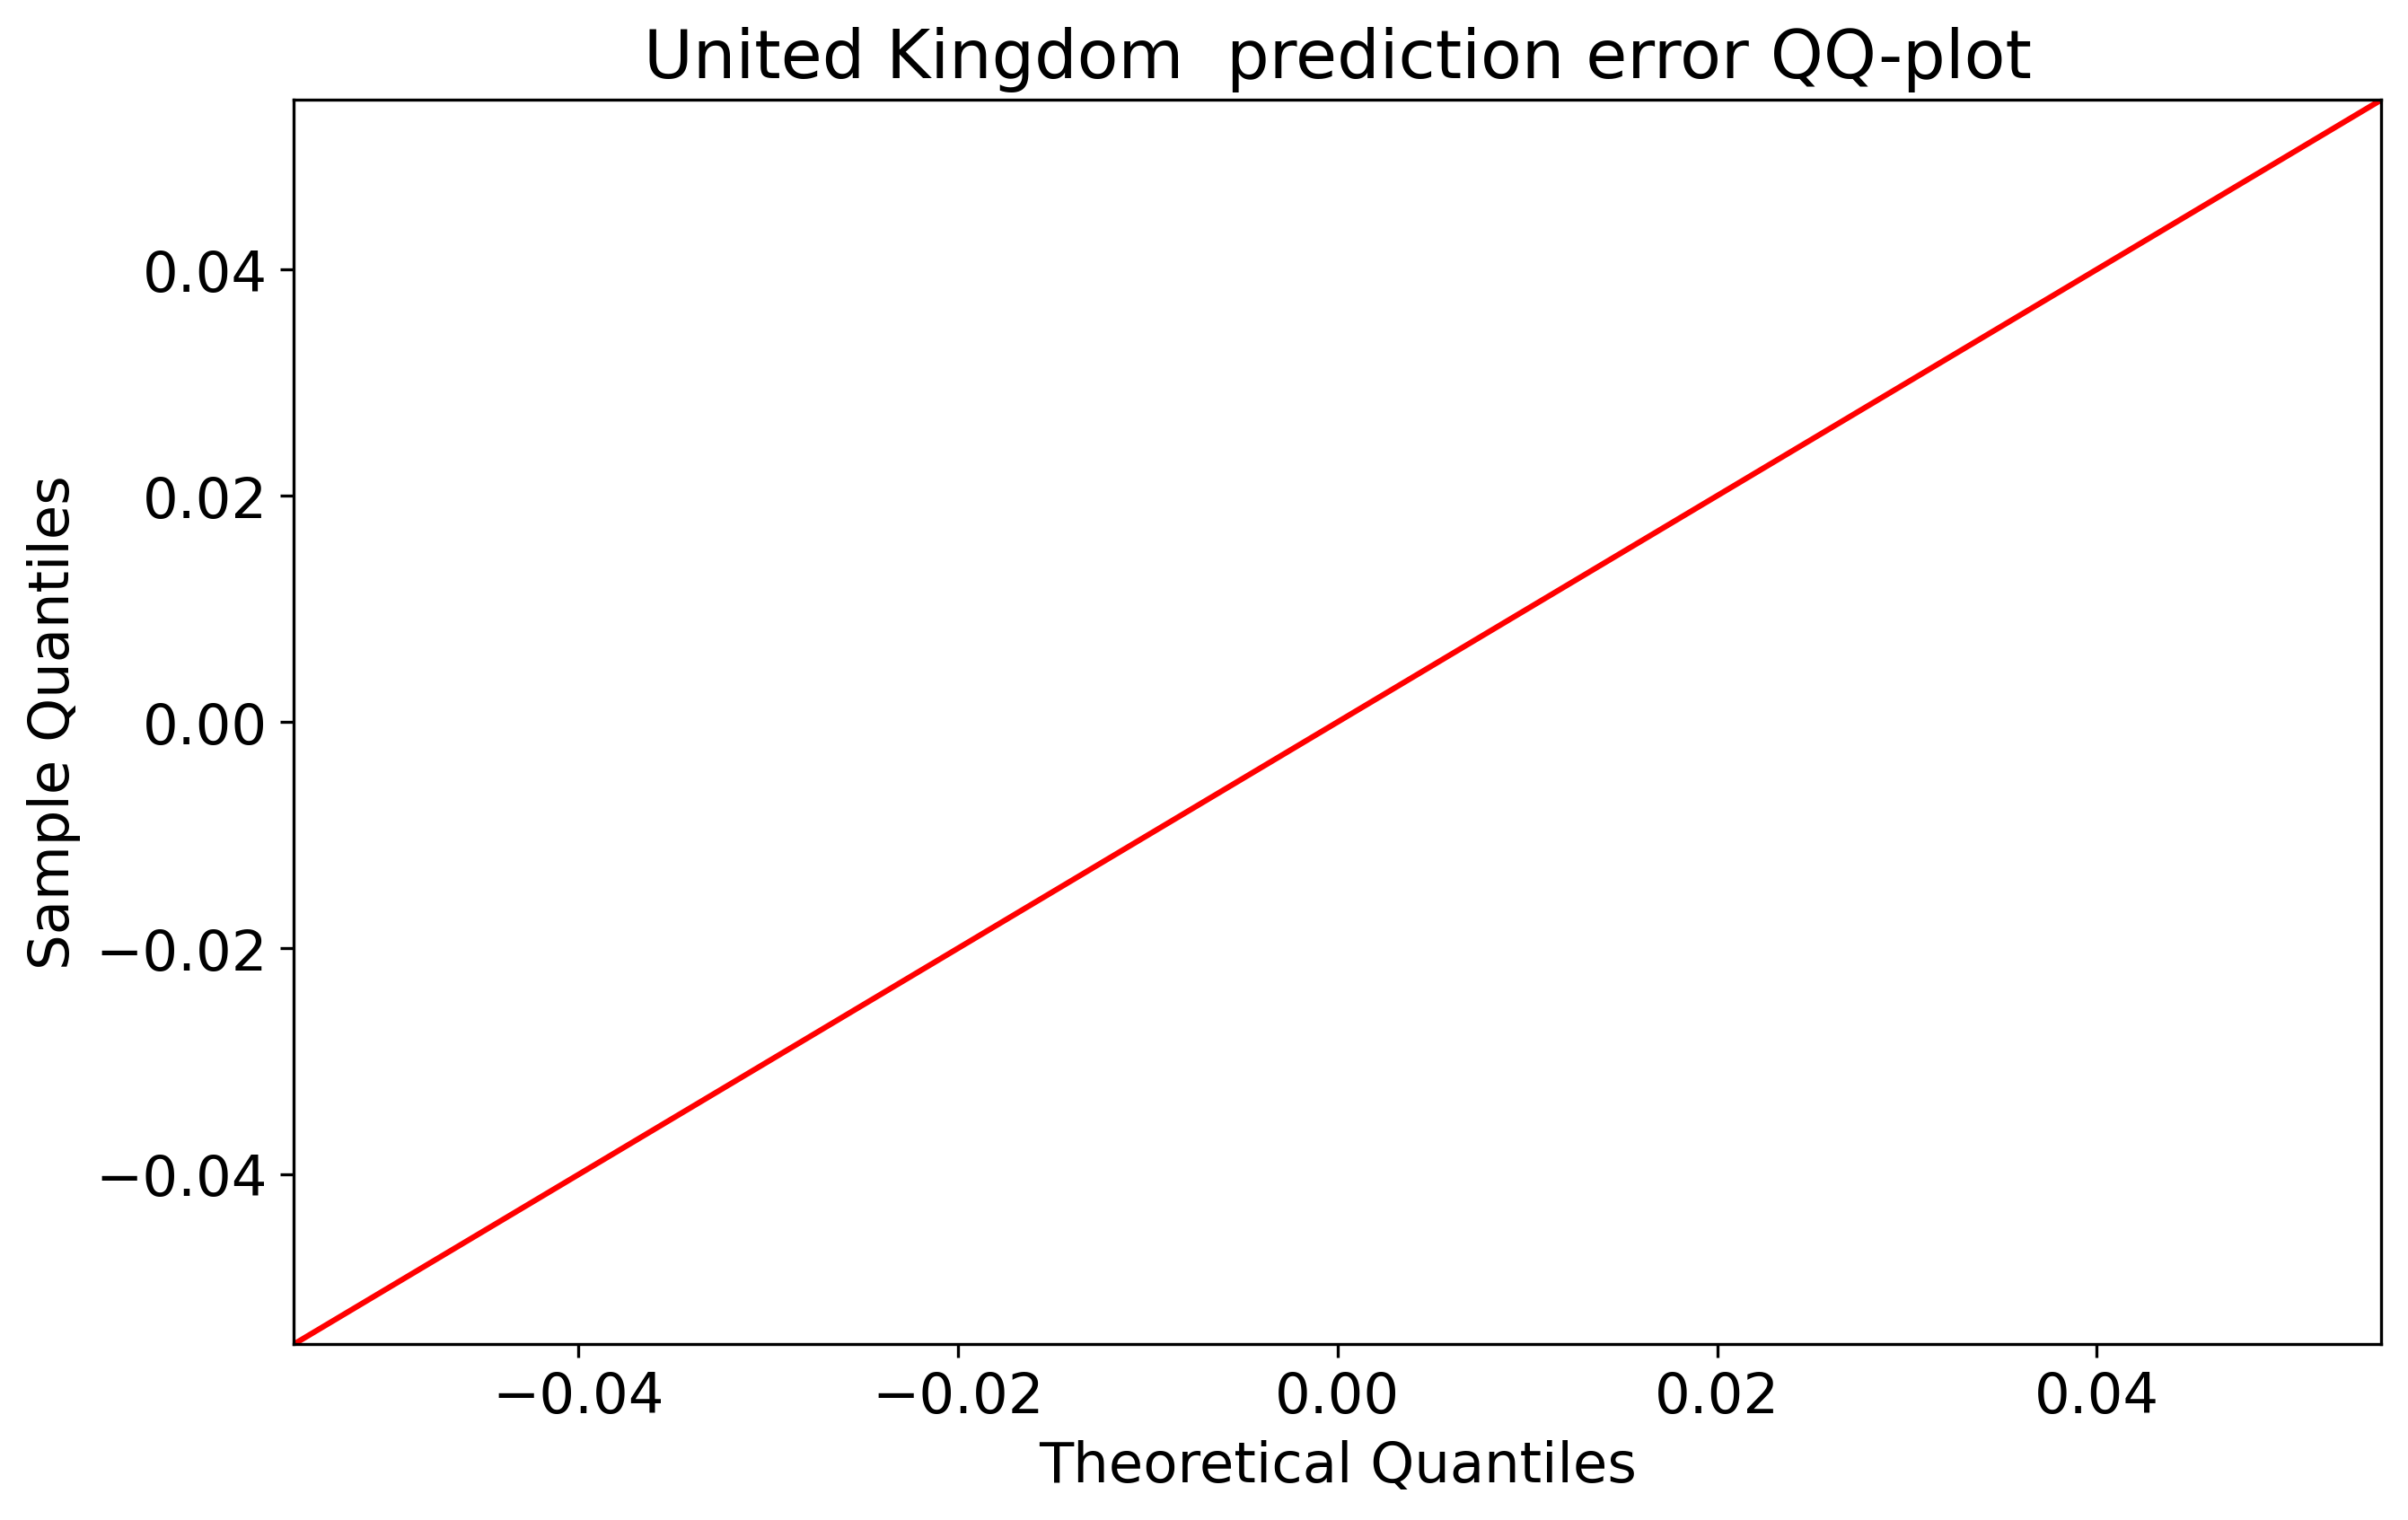 United Kingdom  prediction error QQ-plot
Sample Quantiles
0.04
0.02
0.00
−0.02
−0.04
−0.04 −0.02 0.00 0.02 0.04
Theoretical Quantiles